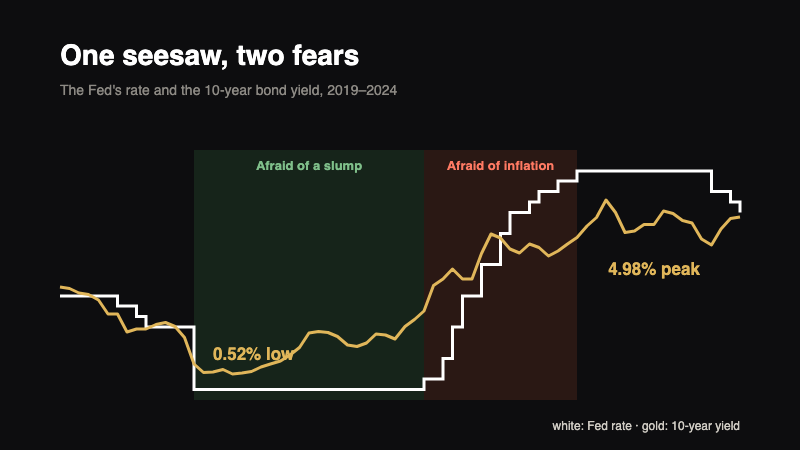 One seesaw, two fears
The Fed's rate and the 10-year bond yield, 2019–2024
Afraid of a slump
Afraid of inflation
4.98% peak
0.52% low
white: Fed rate · gold: 10-year yield